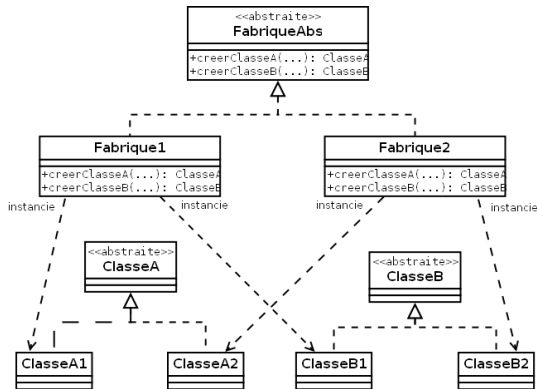 <<abstraite>>
FabriqueAbs
+creerClasseA(...): ClasseA
+creerClasseB(...): ClasseB
Fabrique1
+creerClasseA(...): ClasseA
+creerClasseB(...): ClasseB
Fabrique2
+creerClasseA(...): ClasseA
+creerClasseB(...): ClasseB
instancie
instancie
instancie
instancie
<<abstraite>>
ClasseA
<<abstraite>>
ClasseB
ClasseA1
ClasseA2
ClasseB1
ClasseB2